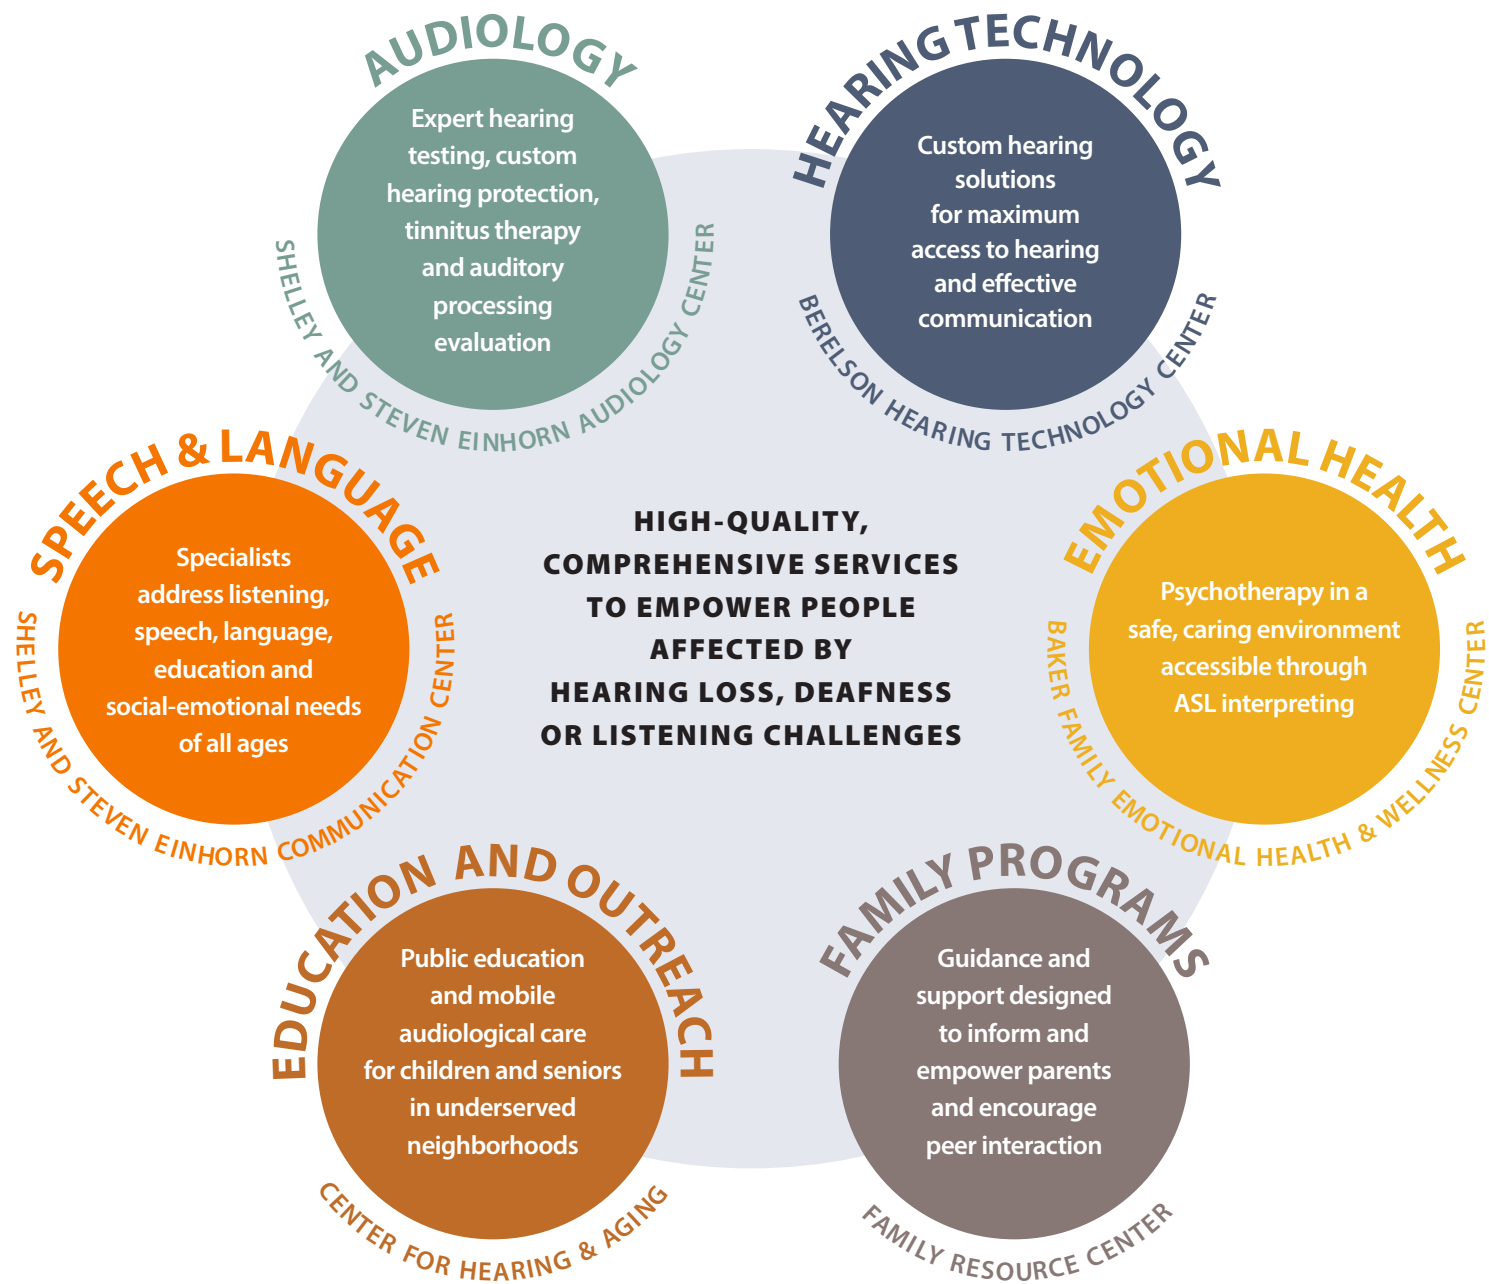 AUDIOLOGY
Expert hearing
testing, custom
hearing protection,
tinnitus therapy
and auditory
processing
evaluation
SHELLEY AND STEVEN EINHORN AUDIOLOGY CENTER
HEARING TECHNOLOGY
Custom hearing
solutions
for maximum
access to hearing
and effective
communication
BERELSON HEARING TECHNOLOGY CENTER
SPEECH & LANGUAGE
Specialists
address listening,
speech, language,
education and
social-emotional needs
of all ages
SHELLEY AND STEVEN EINHORN COMMUNICATION CENTER
HIGH-QUALITY,
COMPREHENSIVE SERVICES
TO EMPOWER PEOPLE
AFFECTED BY
HEARING LOSS, DEAFNESS
OR LISTENING CHALLENGES
EMOTIONAL HEALTH
Psychotherapy in a
safe, caring environment
accessible through
ASL interpreting
BAKER FAMILY EMOTIONAL HEALTH & WELLNESS CENTER
EDUCATION AND OUTREACH
Public education
and mobile
audiological care
for children and seniors
in underserved
neighborhoods
CENTER FOR HEARING & AGING
FAMILY PROGRAMS
Guidance and
support designed
to inform and
empower parents
and encourage
peer interaction
FAMILY RESOURCE CENTER